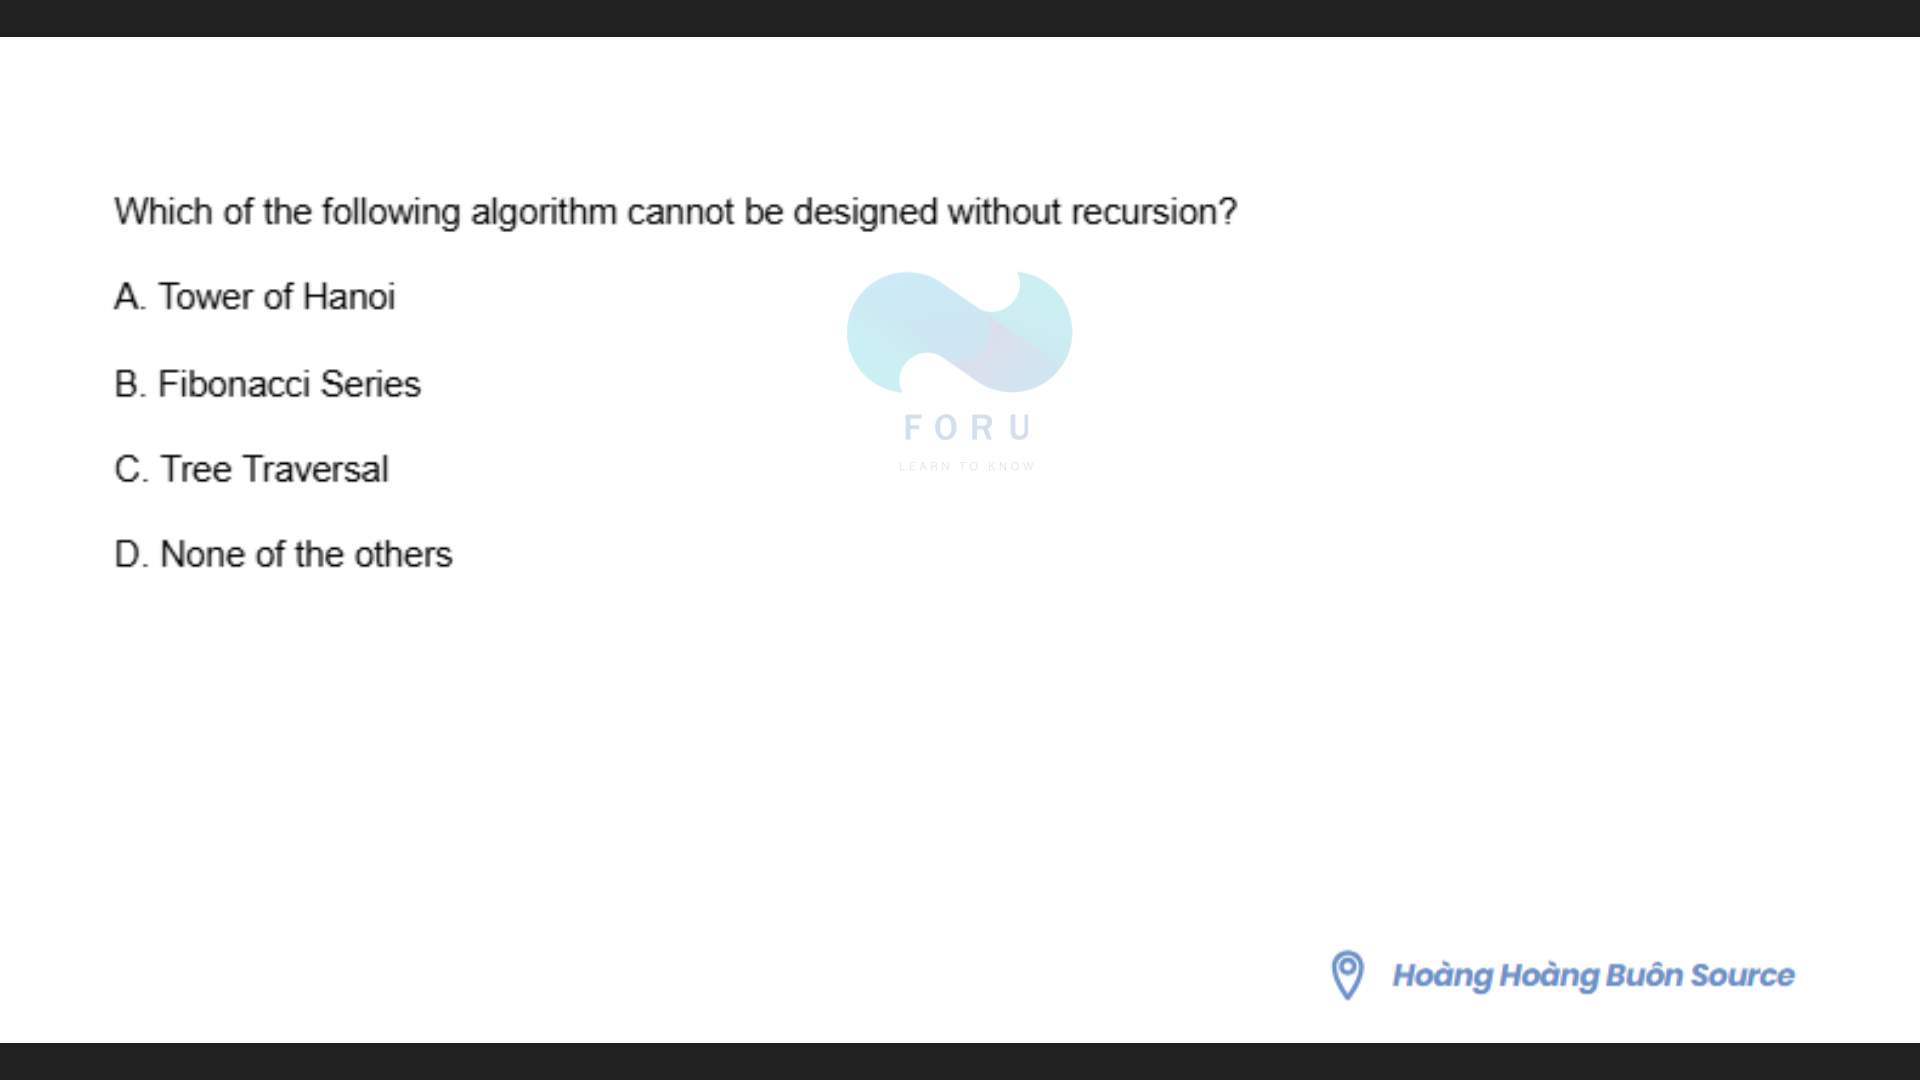 Which of the following algorithm cannot be designed without recursion?
A. Tower of Hanoi
B. Fibonacci Series
C. Tree Traversal
D. None of the others
FORU
LEARN TO KNOW
Hoàng Hoàng Buôn Source